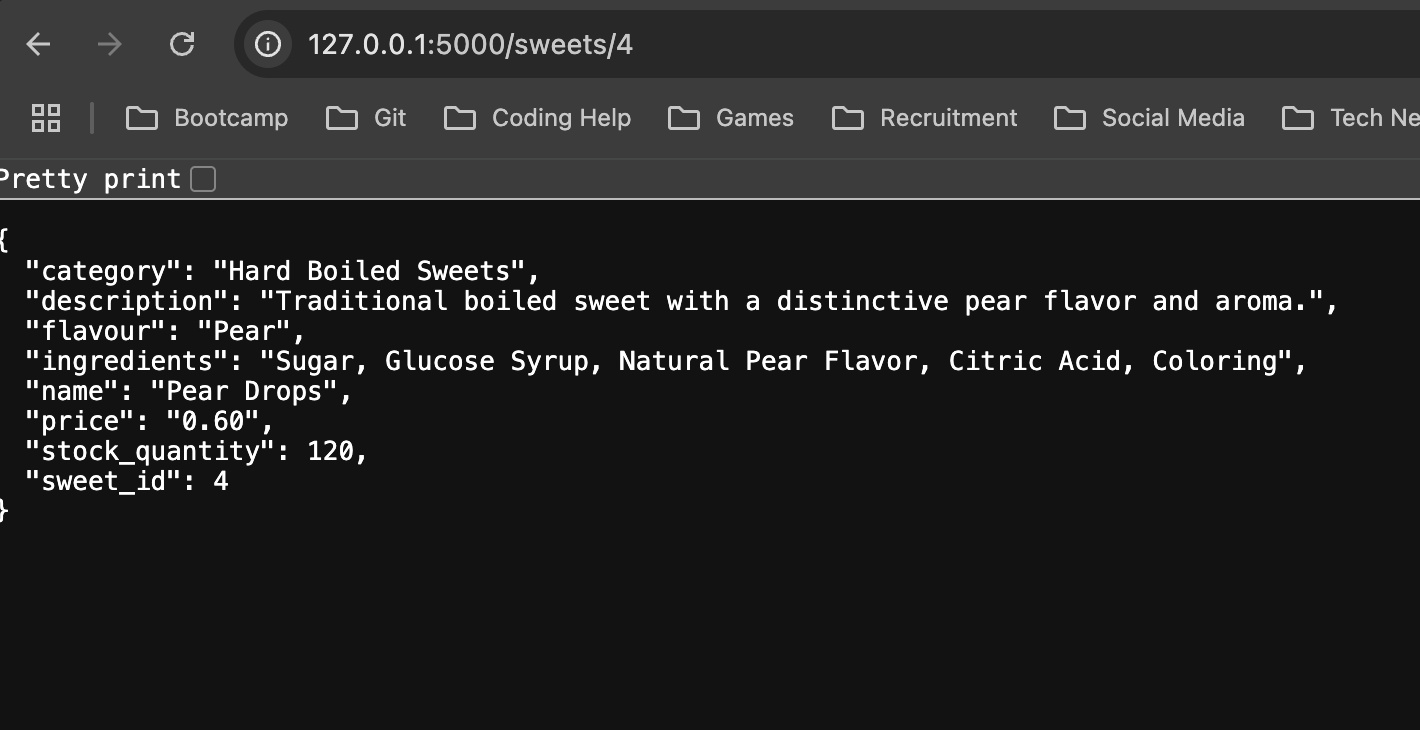 127.0.0.1:5000/sweets/4
Bootcamp Git Coding Help Games Recruitment Social Media Tech Ne
Pretty print
{
  "category": "Hard Boiled Sweets",
  "description": "Traditional boiled sweet with a distinctive pear flavor and aroma.",
  "flavour": "Pear",
  "ingredients": "Sugar, Glucose Syrup, Natural Pear Flavor, Citric Acid, Coloring",
  "name": "Pear Drops",
  "price": "0.60",
  "stock_quantity": 120,
  "sweet_id": 4
}